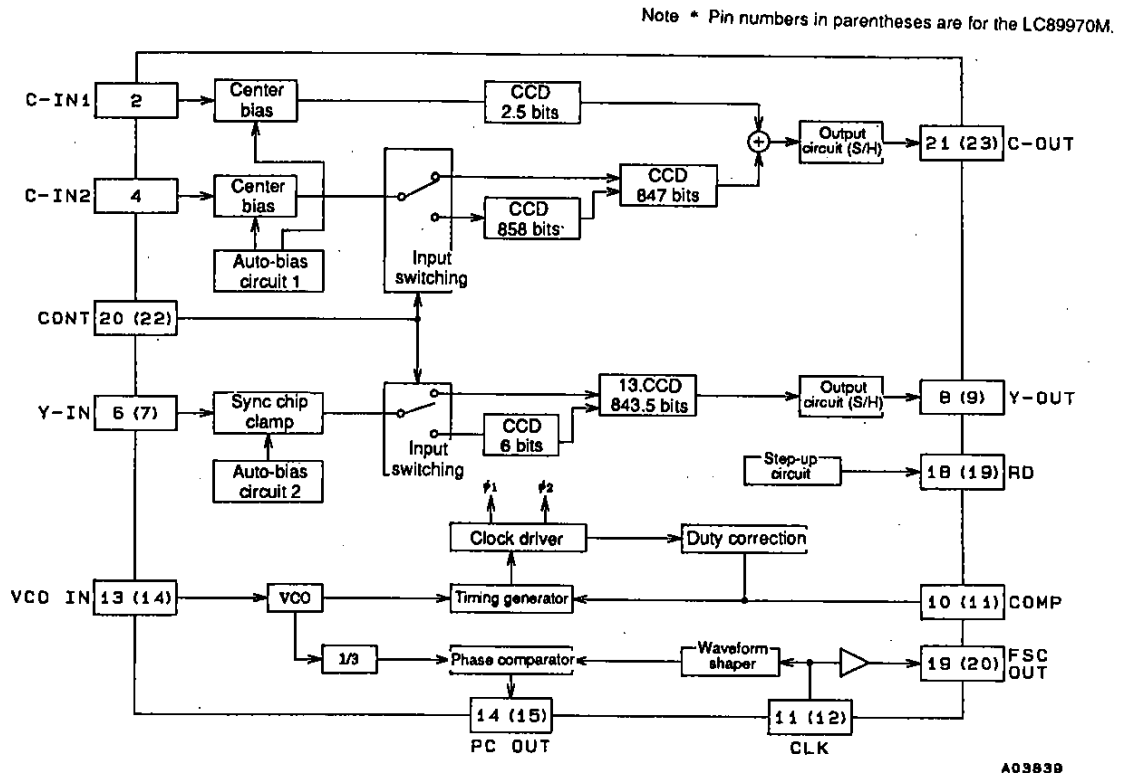 Note * Pin numbers in parentheses are for the LC89970M.
C-IN1
2
Center
bias
CCD
2.5 bits
+
Output
circuit (S/H)
21 (23)
C-OUT
C-IN2
4
Center
bias
CCD
847 bits
CCD
858 bits
Auto-bias
circuit 1
Input
switching
CONT
20 (22)
Y-IN
6 (7)
Sync chip
clamp
13.CCD
843.5 bits
Output
circuit (S/H)
8 (9)
Y-OUT
CCD
6 bits
Input
switching
Auto-bias
circuit 2
Step-up
circuit
18 (19)
RD
ϕ1
ϕ2
Clock driver
Duty correction
VCO IN
13 (14)
VCO
Timing generator
10 (11)
COMP
1/3
Phase comparator
Waveform
shaper
19 (20)
FSC
OUT
14 (15)
PC OUT
11 (12)
CLK
A03839